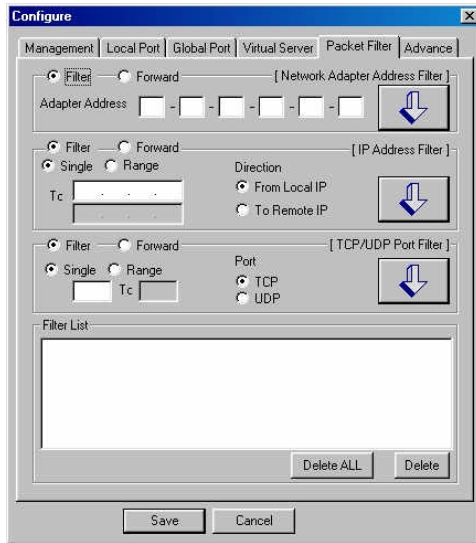 Configure
Management Local Port Global Port Virtual Server Packet Filter Advance
Filter Forward [ Network Adapter Address Filter ]
Adapter Address - - - - -
Filter Forward [ IP Address Filter ]
Single Range Direction
From Local IP
Tc . . .
To Remote IP
. . .
Filter Forward [ TCP/UDP Port Filter ]
Single Range Port
TCP
Tc
UDP
Filter List
Delete ALL Delete
Save Cancel